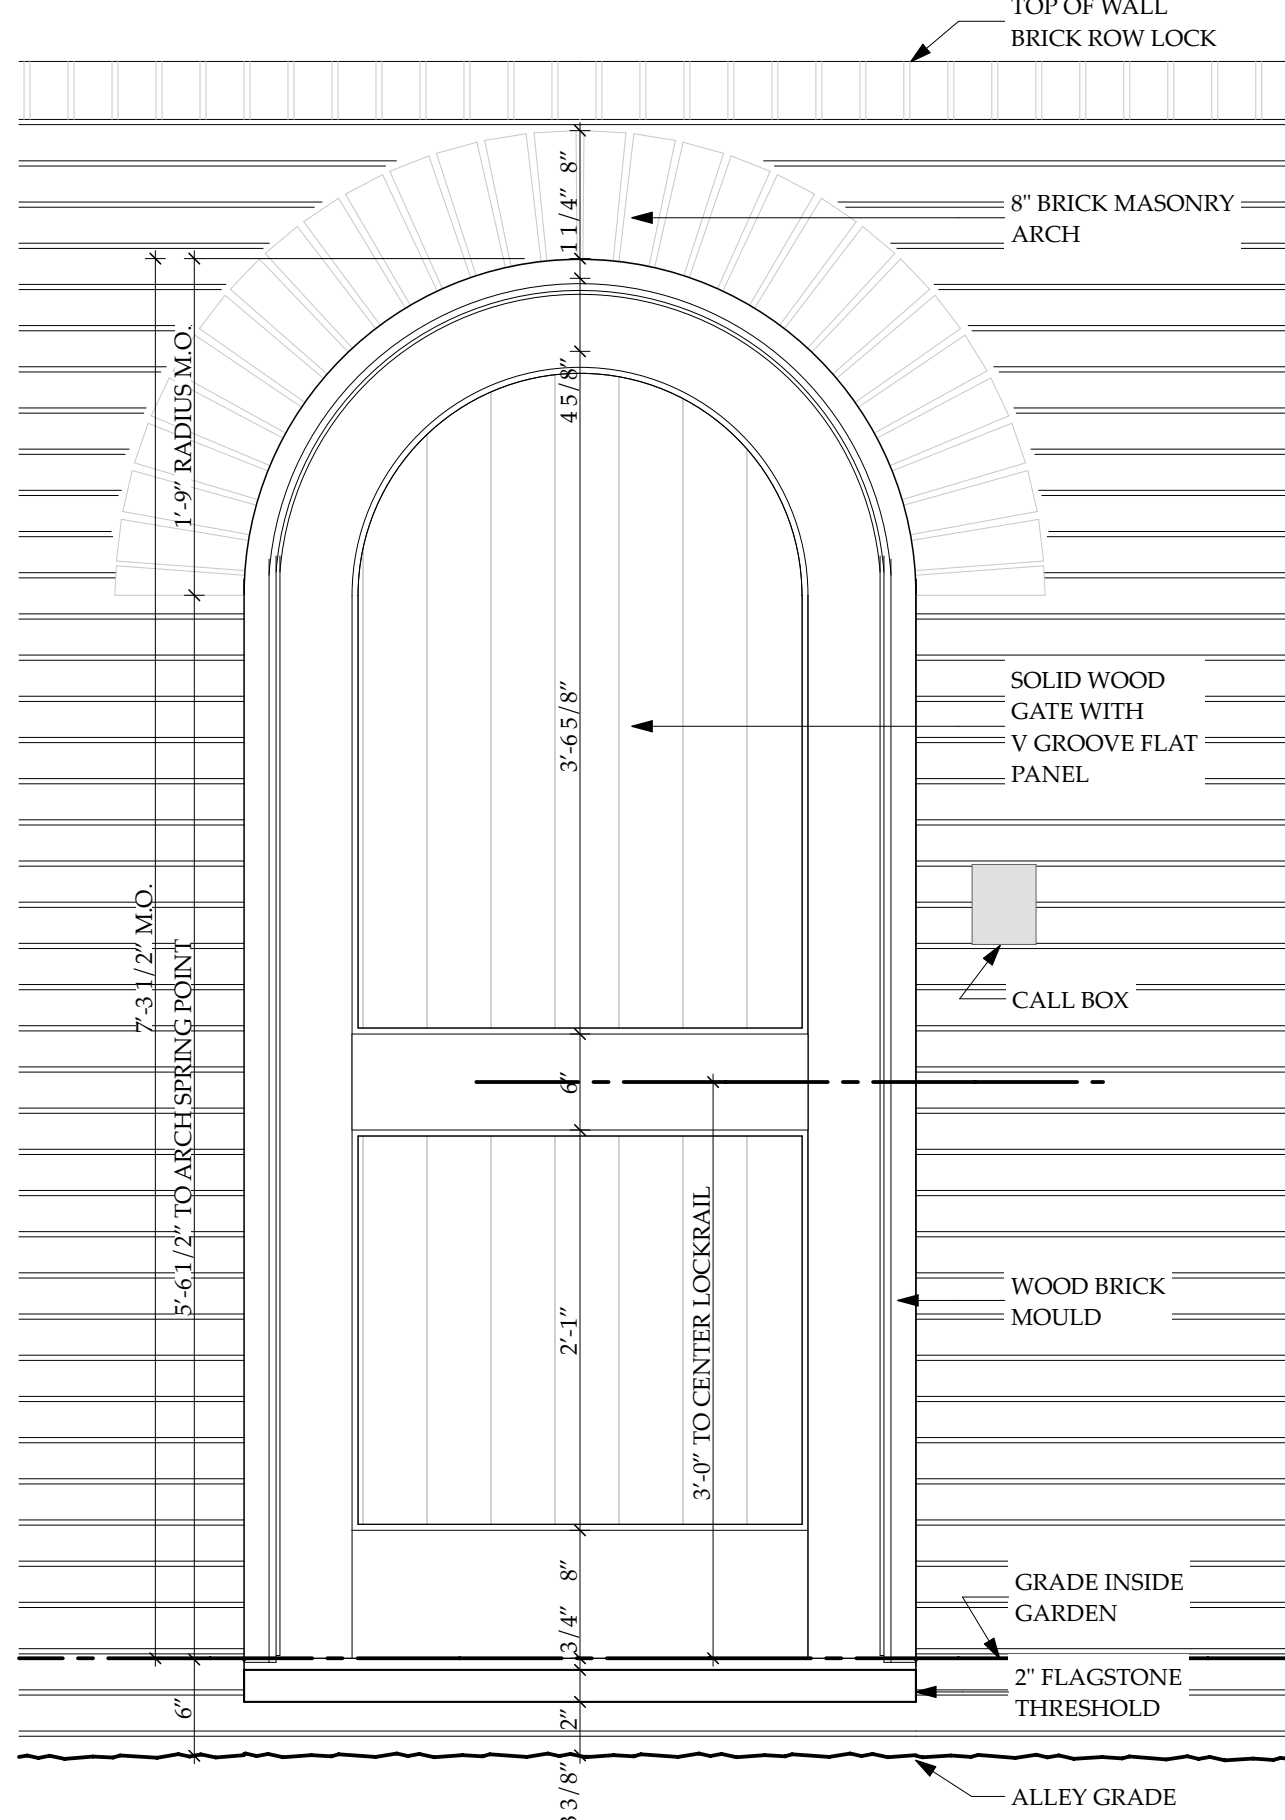 TOP OF WALL
BRICK ROW LOCK
8" BRICK MASONRY
ARCH
8"
1 1/4"
1'-9" RADIUS M.O.
4 5/8"
SOLID WOOD
GATE WITH
V GROOVE FLAT
PANEL
3'-6 5/8"
CALL BOX
7'-3 1/2" M.O.
5'-6 1/2" TO ARCH SPRING POINT
6"
3'-0" TO CENTER LOCKRAIL
2'-1"
WOOD BRICK
MOULD
8"
3/4"
GRADE INSIDE
GARDEN
2" FLAGSTONE
THRESHOLD
6"
2"
3 3/8"
ALLEY GRADE